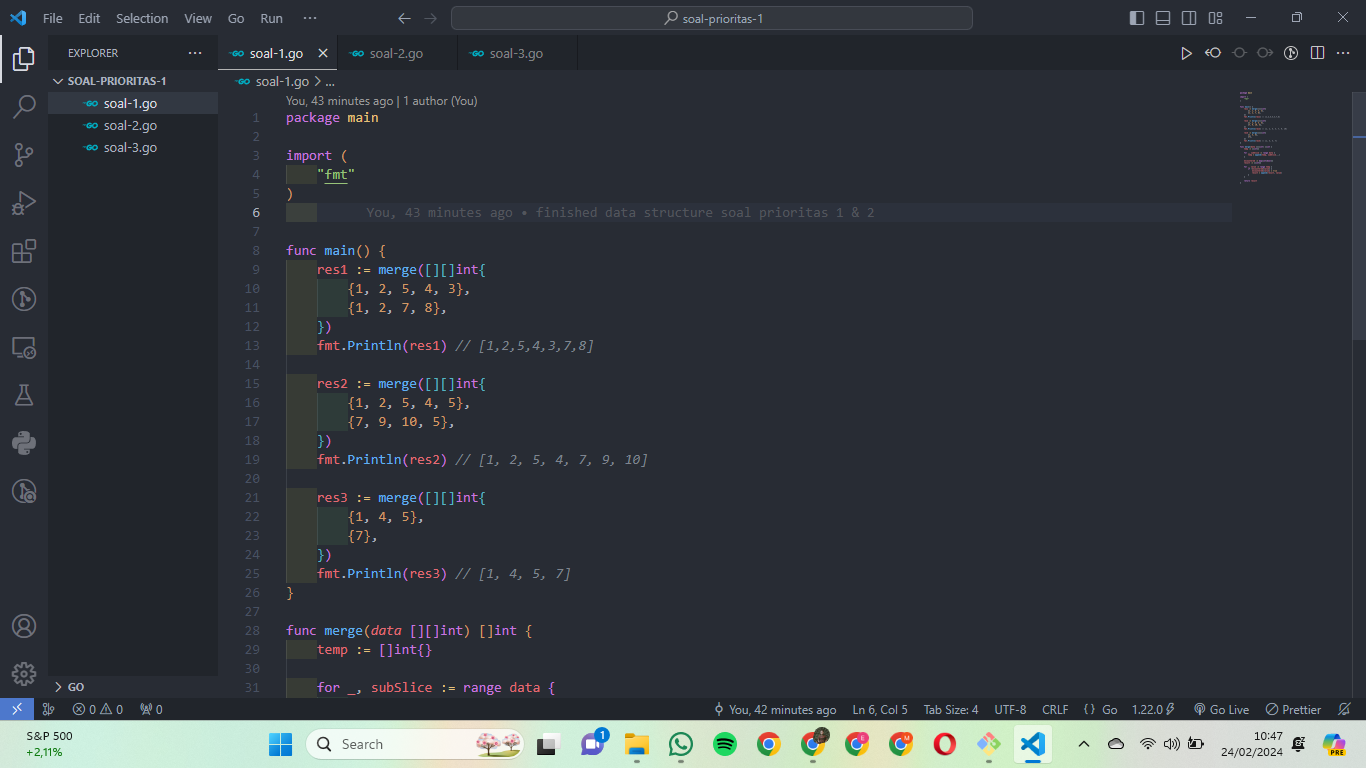 File Edit Selection View Go Run ···
soal-prioritas-1
EXPLORER ···
SOAL-PRIORITAS-1
soal-1.go
soal-2.go
soal-3.go
GO
soal-1.go
soal-2.go
soal-3.go
soal-1.go > ...
You, 43 minutes ago | 1 author (You)
1 package main
2
3 import (
4 "fmt"
5 )
6 You, 43 minutes ago • finished data structure soal prioritas 1 & 2
7
8 func main() {
9 res1 := merge([][]int{
10 {1, 2, 5, 4, 3},
11 {1, 2, 7, 8},
12 })
13 fmt.Println(res1) // [1,2,5,4,3,7,8]
14
15 res2 := merge([][]int{
16 {1, 2, 5, 4, 5},
17 {7, 9, 10, 5},
18 })
19 fmt.Println(res2) // [1, 2, 5, 4, 7, 9, 10]
20
21 res3 := merge([][]int{
22 {1, 4, 5},
23 {7},
24 })
25 fmt.Println(res3) // [1, 4, 5, 7]
26 }
27
28 func merge(data [][]int) []int {
29 temp := []int{}
30
31 for _, subSlice := range data {
0 0 0 You, 42 minutes ago Ln 6, Col 5 Tab Size: 4 UTF-8 CRLF {} Go 1.22.0 Go Live Prettier
S&P 500
+2,11%
Search
1
10:47
24/02/2024
PRE